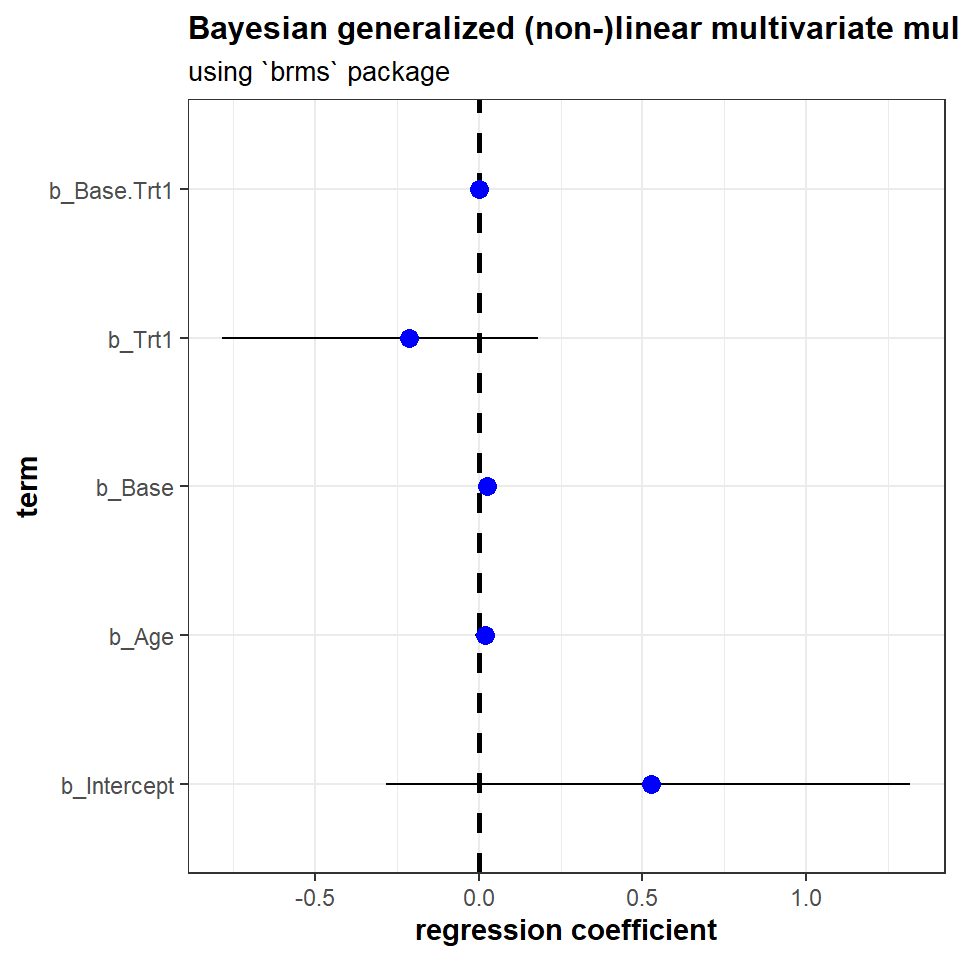 Bayesian generalized (non-)linear multivariate mul
using `brms` package
b_Base.Trt1
b_Trt1
b_Base
b_Age
b_Intercept
term
-0.5 0.0 0.5 1.0
regression coefficient